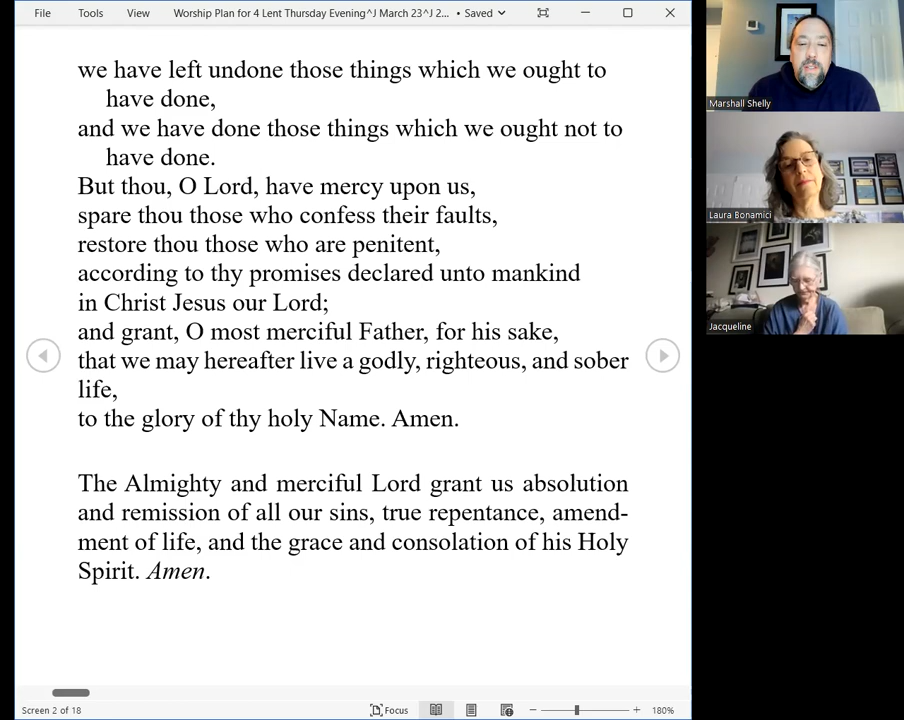 File Tools View Worship Plan for 4 Lent Thursday Evening^J March 23^J 2... • Saved
we have left undone those things which we ought to
have done,
and we have done those things which we ought not to
have done.
But thou, O Lord, have mercy upon us,
spare thou those who confess their faults,
restore thou those who are penitent,
according to thy promises declared unto mankind
in Christ Jesus our Lord;
and grant, O most merciful Father, for his sake,
that we may hereafter live a godly, righteous, and sober
life,
to the glory of thy holy Name. Amen.
The Almighty and merciful Lord grant us absolution
and remission of all our sins, true repentance, amend-
ment of life, and the grace and consolation of his Holy
Spirit. Amen.
Screen 2 of 18 Focus 180%
Marshall Shelly
Laura Bonamici
Jacqueline